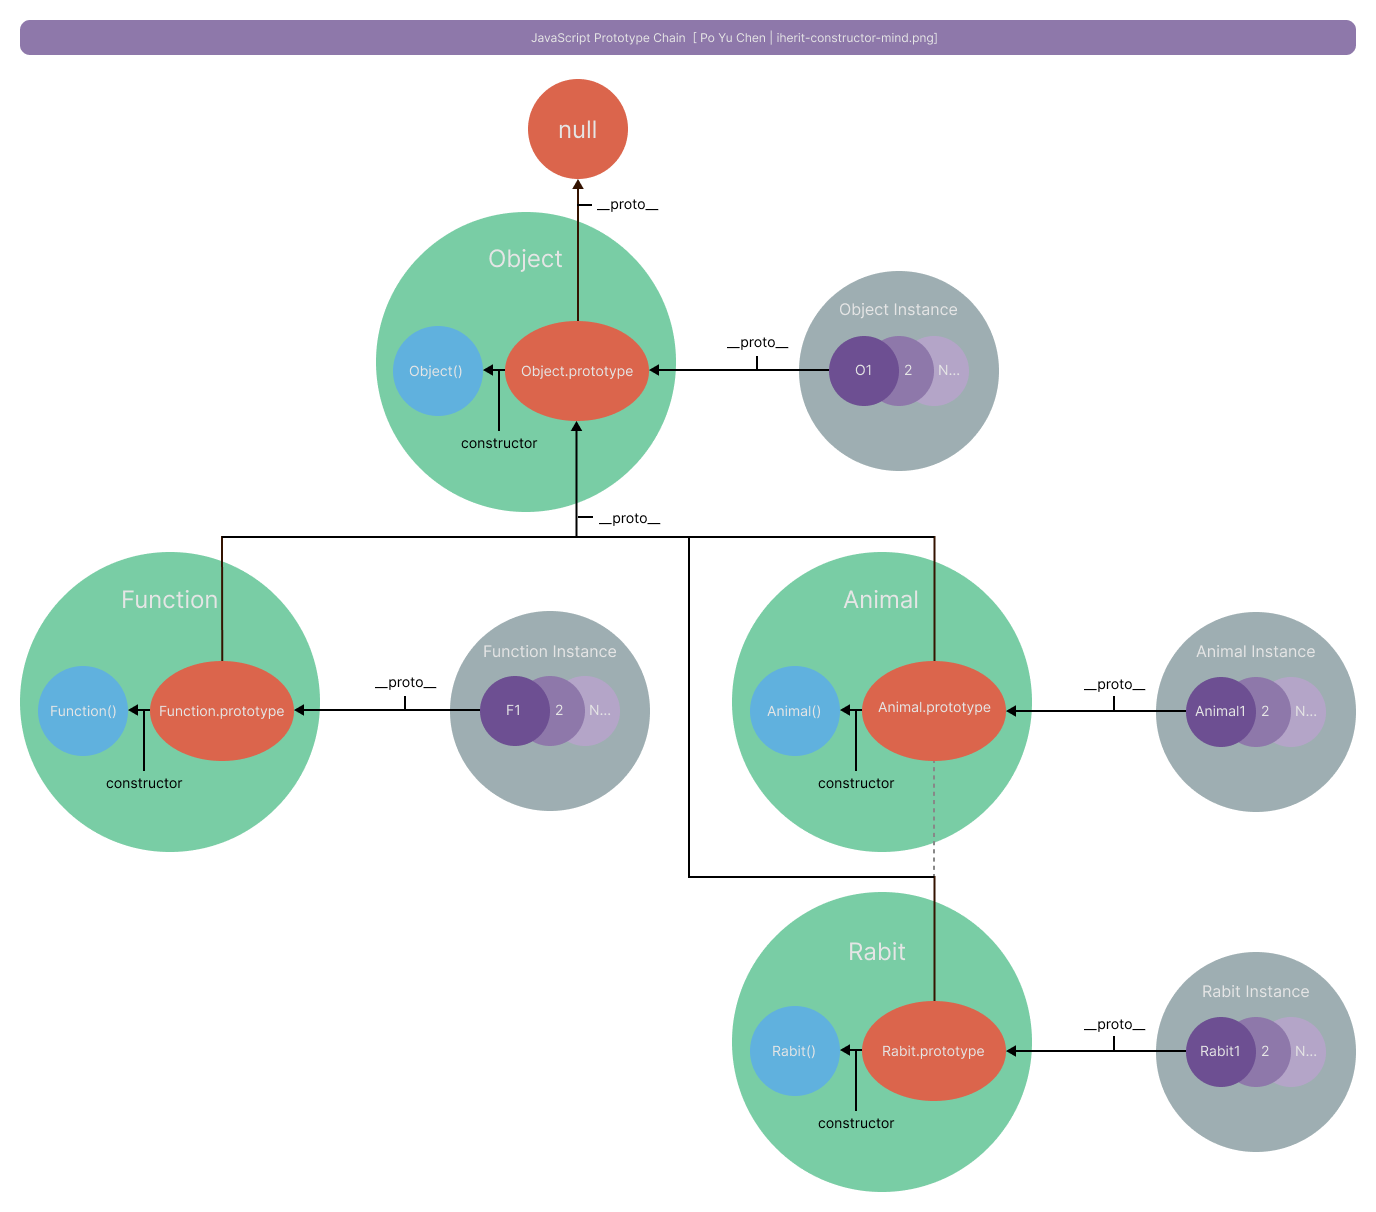 JavaScript Prototype Chain [ Po Yu Chen | iherit-constructor-mind.png]
null
__proto__
Object
Object Instance
__proto__
Object()
Object.prototype
O1
2
N...
constructor
__proto__
Function
Function Instance
__proto__
Function()
Function.prototype
F1
2
N...
constructor
Animal
Animal Instance
__proto__
Animal()
Animal.prototype
Animal1
2
N...
constructor
Rabit
Rabit Instance
__proto__
Rabit()
Rabit.prototype
Rabit1
2
N...
constructor